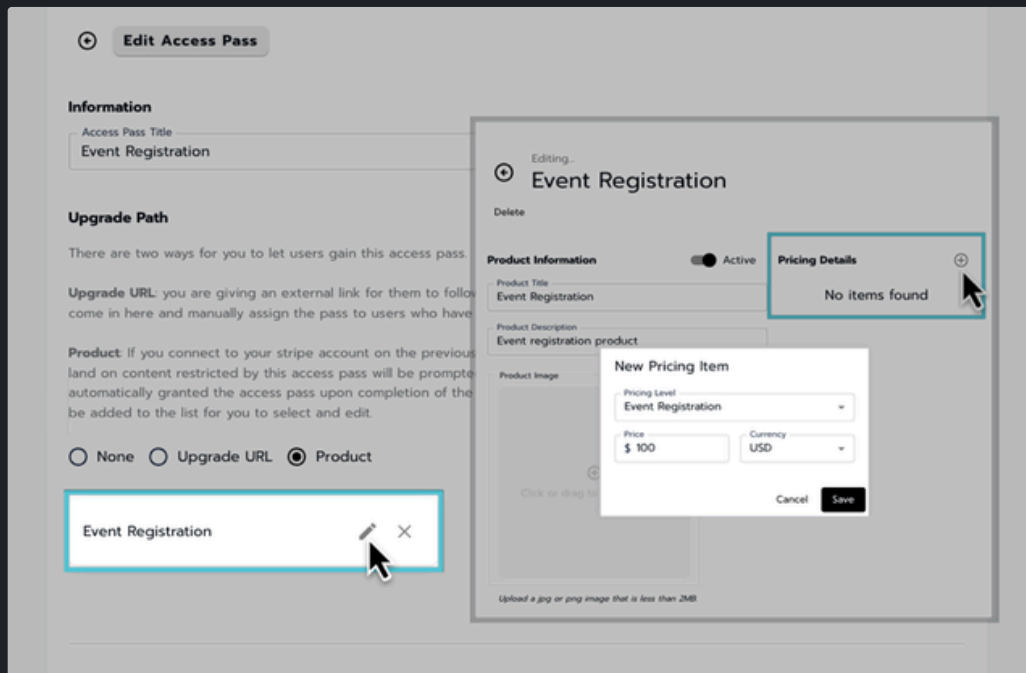 Edit Access Pass
Information
Access Pass Title
Event Registration
Upgrade Path
There are two ways for you to let users gain this access pass.
Upgrade URL: you are giving an external link for them to follow
come in here and manually assign the pass to users who have
Product: If you connect to your stripe account on the previous
land on content restricted by this access pass will be prompte
automatically granted the access pass upon completion of the
be added to the list for you to select and edit.
None Upgrade URL Product
Event Registration
Editing...
Event Registration
Delete
Product Information Active
Product Title
Event Registration
Product Description
Event registration product
Product Image
Click or drag to
Upload a jpg or png image that is less than 2MB.
Pricing Details
No items found
New Pricing Item
Pricing Level
Event Registration
Price Currency
$ 100 USD
Cancel Save